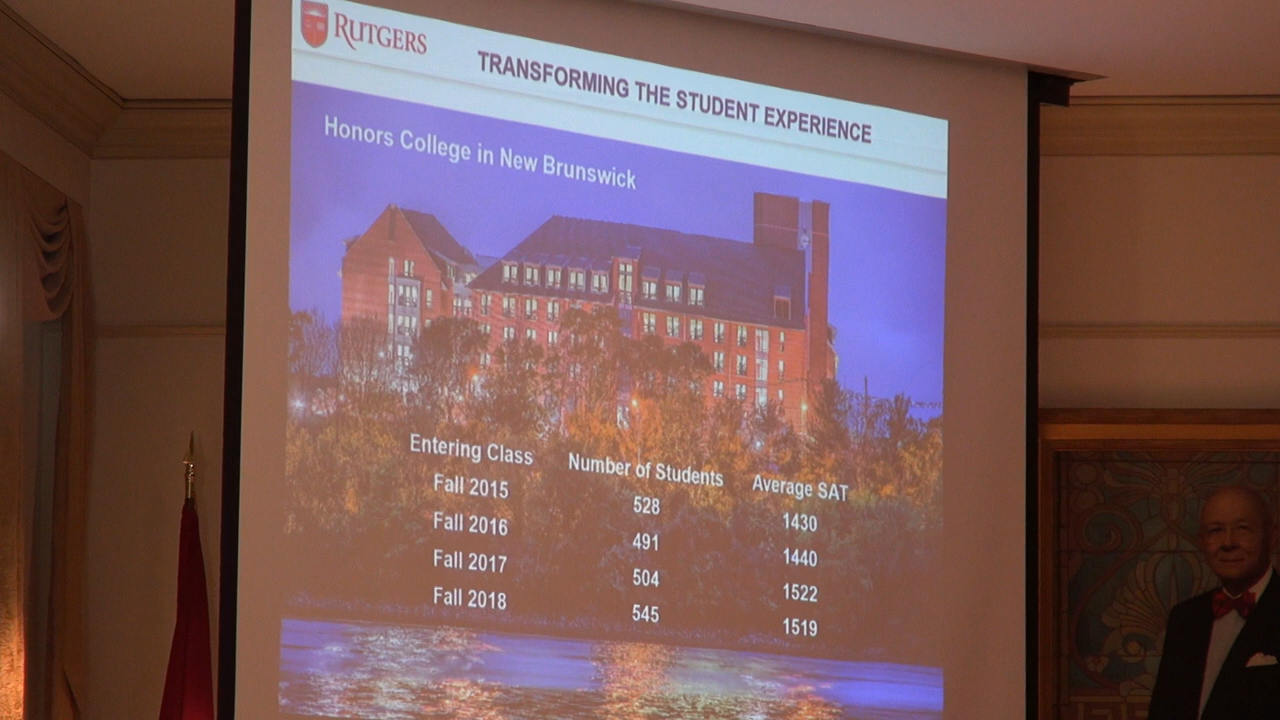 RUTGERS
TRANSFORMING THE STUDENT EXPERIENCE
Honors College in New Brunswick
Entering Class Number of Students Average SAT
Fall 2015 528 1430
Fall 2016 491 1440
Fall 2017 504 1522
Fall 2018 545 1519